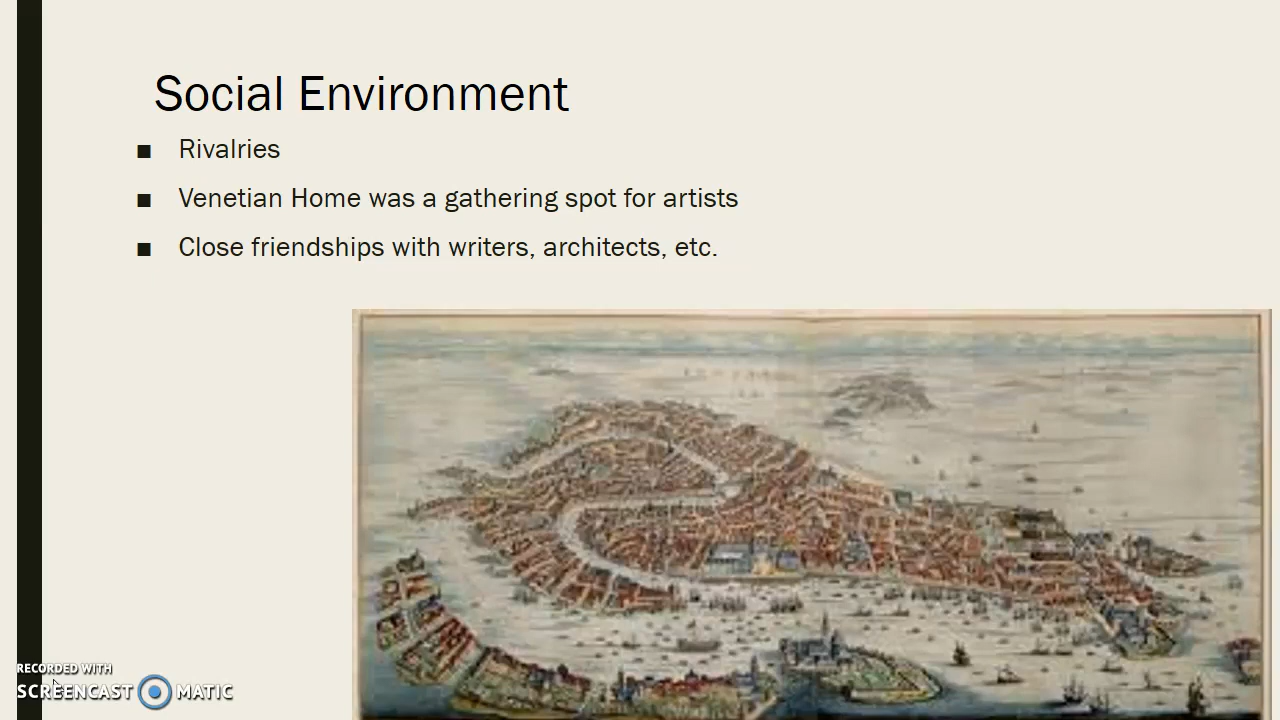 Social Environment
■ Rivalries
■ Venetian Home was a gathering spot for artists
■ Close friendships with writers, architects, etc.
RECORDED WITH
SCREENCAST MATIC